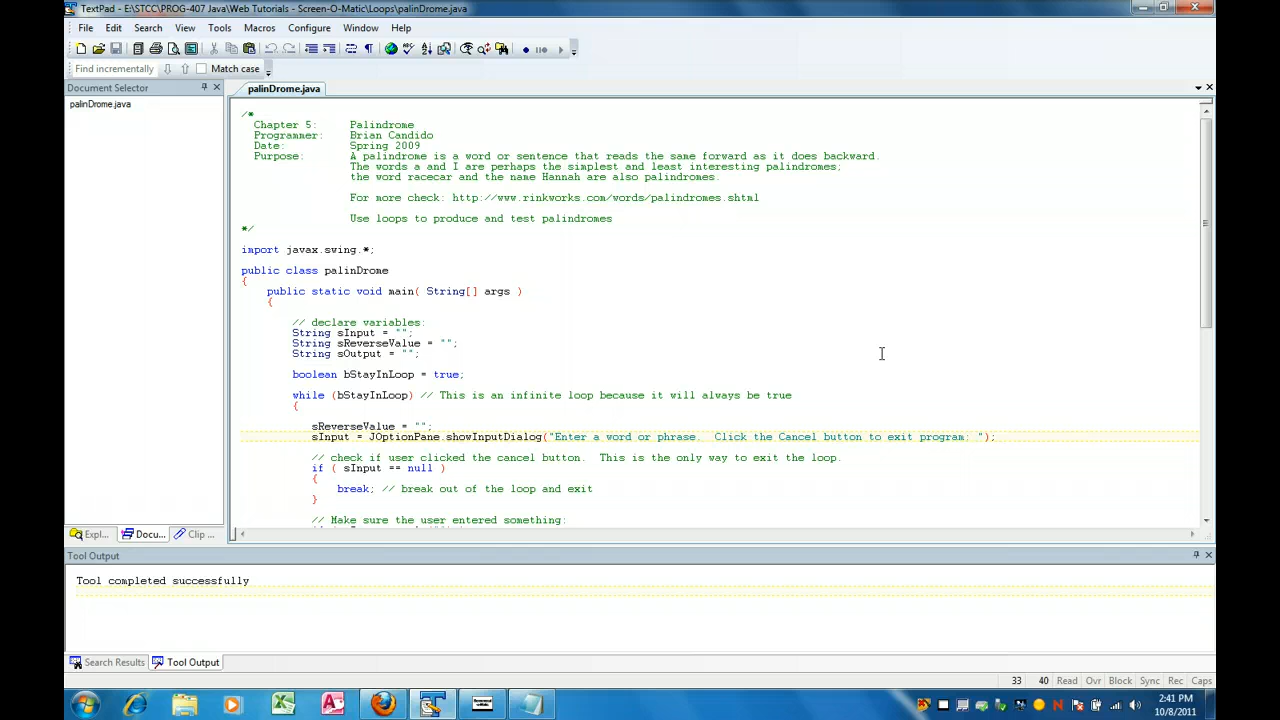 TextPad - E:\STCC\PROG-407 Java\Web Tutorials - Screen-O-Matic\Loops\palinDrome.java
File Edit Search View Tools Macros Configure Window Help
Find incrementally Match case
Document Selector
palinDrome.java
palinDrome.java
/*
Chapter 5: Palindrome
Programmer: Brian Candido
Date: Spring 2009
Purpose: A palindrome is a word or sentence that reads the same forward as it does backward.
The words a and I are perhaps the simplest and least interesting palindromes;
the word racecar and the name Hannah are also palindromes.
For more check: http://www.rinkworks.com/words/palindromes.shtml
Use loops to produce and test palindromes
*/
import javax.swing.*;
public class palinDrome
{
public static void main( String[] args )
{
// declare variables:
String sInput = "";
String sReverseValue = "";
String sOutput = "";
boolean bStayInLoop = true;
while (bStayInLoop) // This is an infinite loop because it will always be true
{
sReverseValue = "";
sInput = JOptionPane.showInputDialog("Enter a word or phrase.  Click the Cancel button to exit program: ");
// check if user clicked the cancel button.  This is the only way to exit the loop.
if ( sInput == null )
{
break; // break out of the loop and exit
}
// Make sure the user entered something:
Expl... Docu... Clip ...
Tool Output
Tool completed successfully
Search Results Tool Output
33 40 Read Ovr Block Sync Rec Caps
2:41 PM
10/8/2011